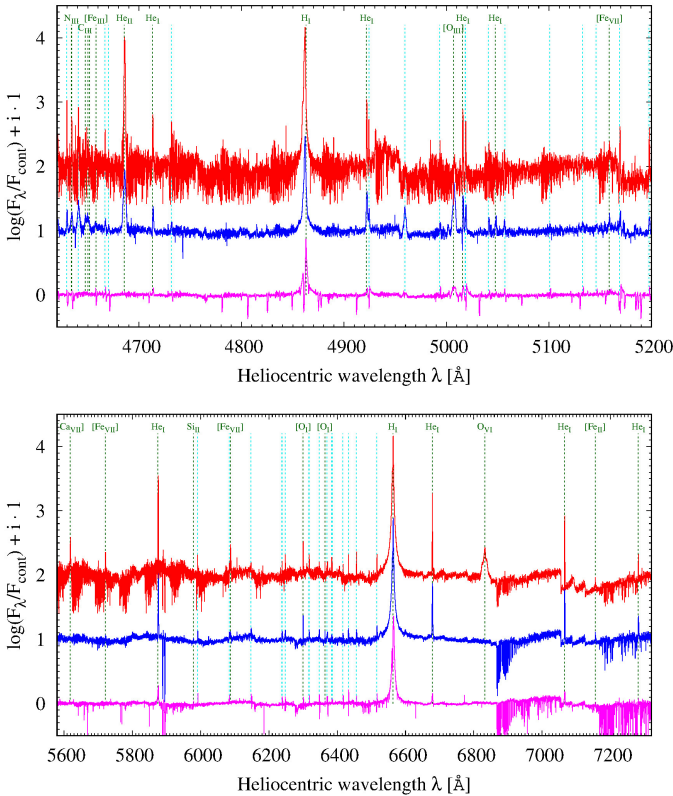 N III [Fe III] He II He I H I He I [O III] He I He I [Fe VII]
C III
log(Fλ/Fcont) + i · 1
4
3
2
1
0
4700 4800 4900 5000 5100 5200
Heliocentric wavelength λ [Å]
Ca VII] [Fe VII] He I Si II [Fe VII] [O I] [O I] H I He I O VI He I [Fe II] He I
log(Fλ/Fcont) + i · 1
4
3
2
1
0
5600 5800 6000 6200 6400 6600 6800 7000 7200
Heliocentric wavelength λ [Å]